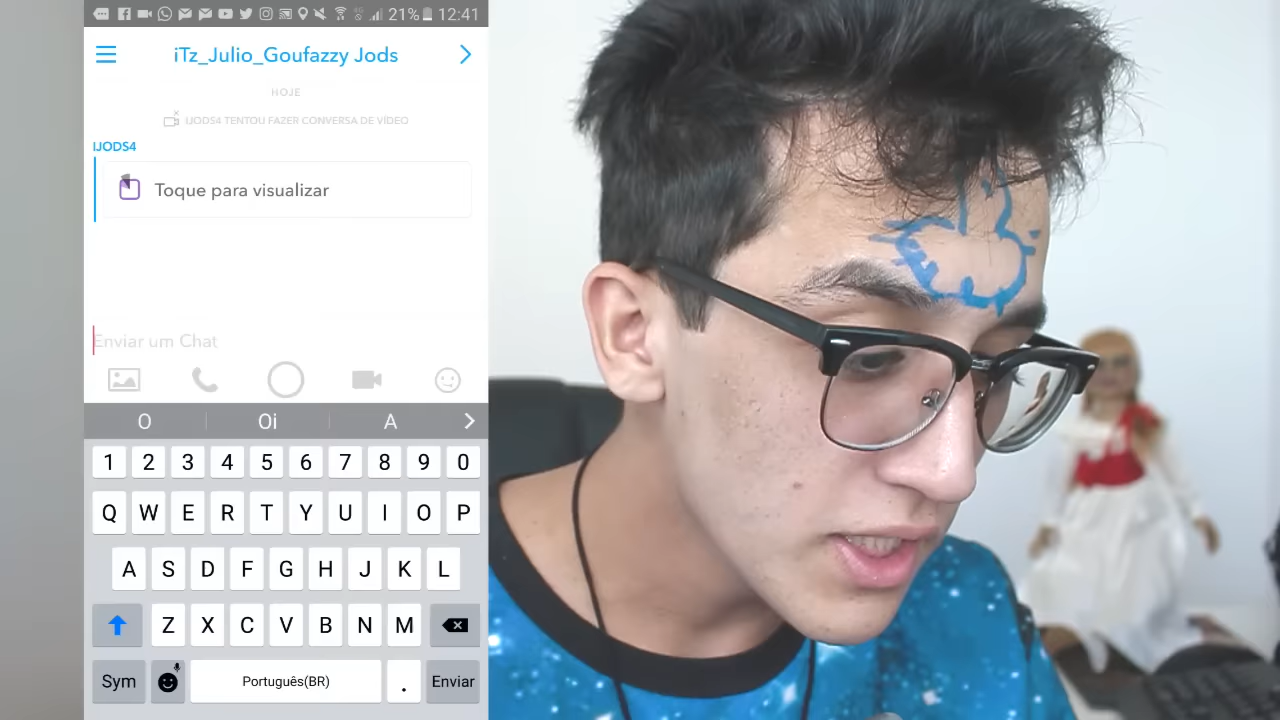 21% 12:41
iTz_Julio_Goufazzy Jods
HOJE
IJODS4 TENTOU FAZER CONVERSA DE VÍDEO
IJODS4
Toque para visualizar
Enviar um Chat
O Oi A
1 2 3 4 5 6 7 8 9 0
Q W E R T Y U I O P
A S D F G H J K L
Z X C V B N M
Sym Português(BR) . Enviar